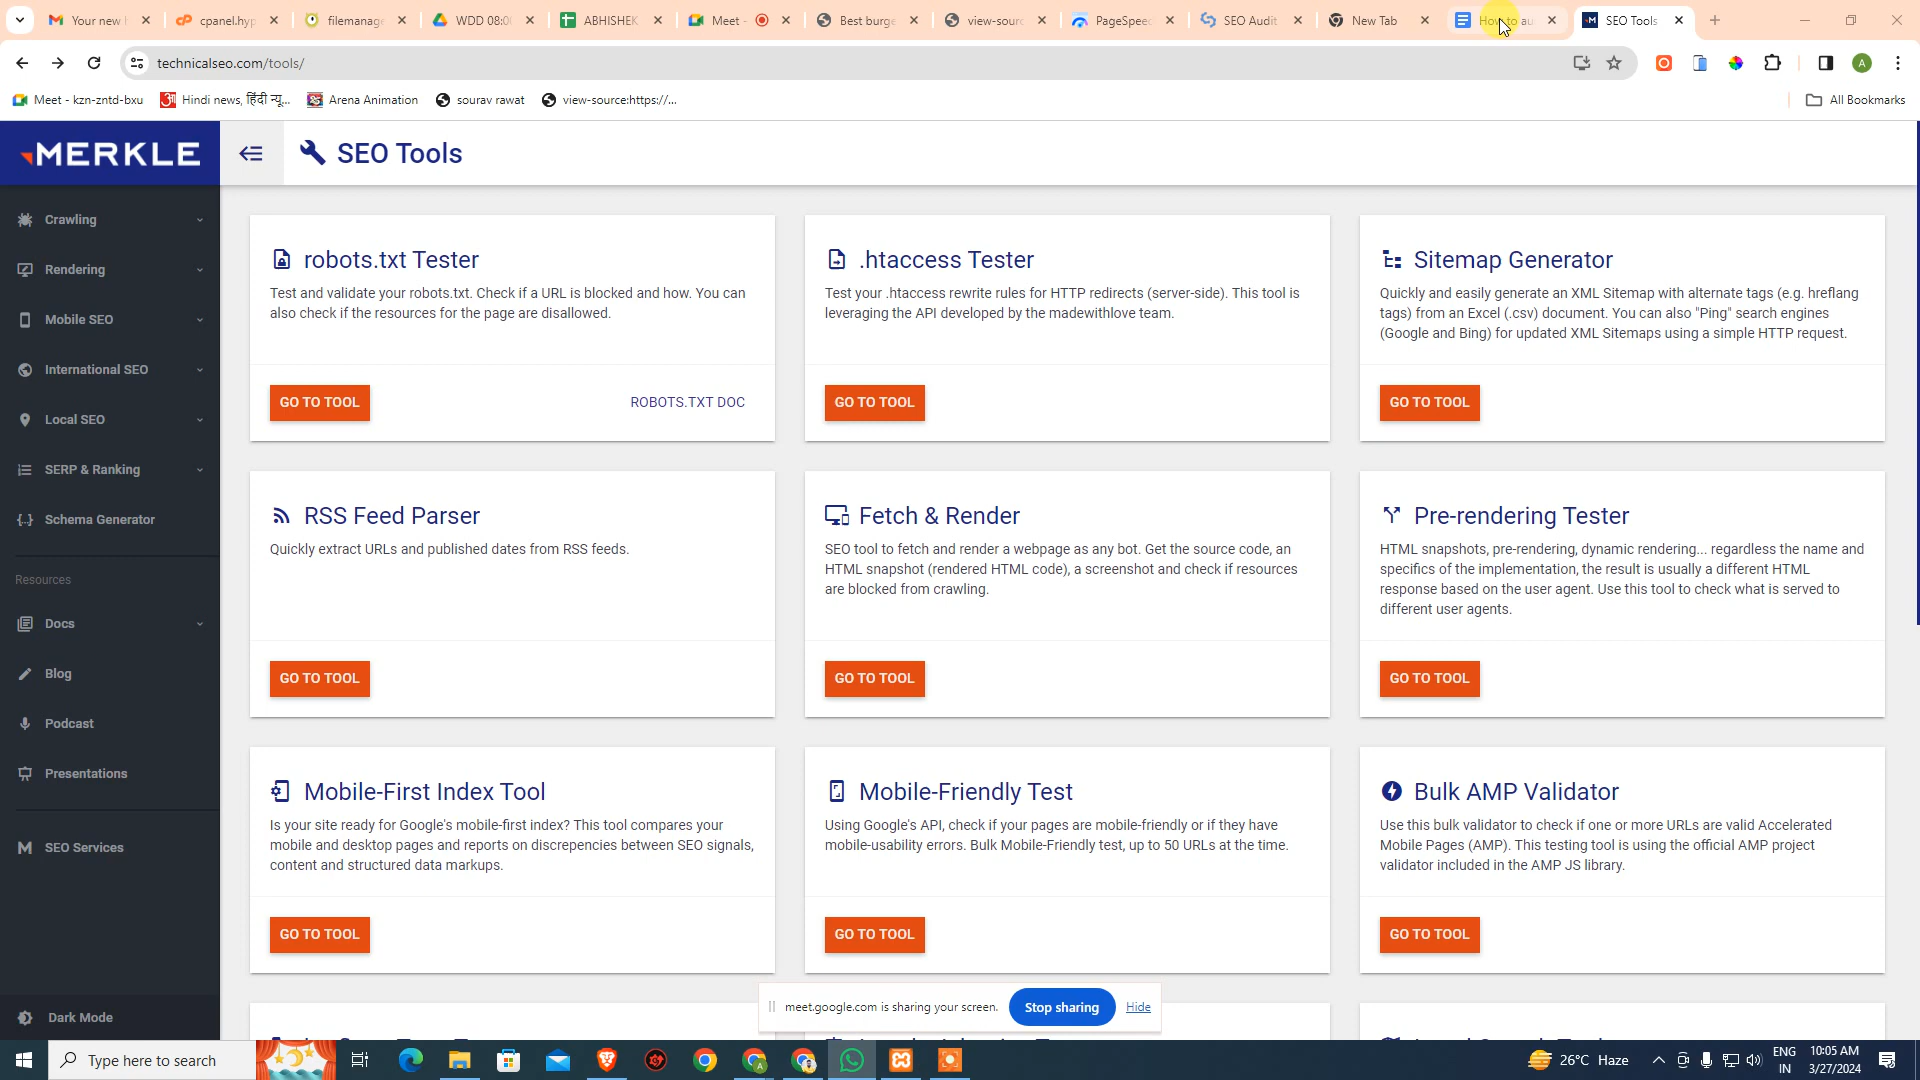 Your new
cpanel.hyp
filemanage
WDD 08:0
ABHISHEK
Meet -
Best burge
view-sourc
PageSpeed
SEO Audit
New Tab
How to au
SEO Tools
technicalseo.com/tools/
Meet - kzn-zntd-bxu
Hindi news, हिंदी न्यू...
Arena Animation
sourav rawat
view-source:https://...
All Bookmarks
MERKLE
SEO Tools
Crawling
Rendering
Mobile SEO
International SEO
Local SEO
SERP & Ranking
Schema Generator
Resources
Docs
Blog
Podcast
Presentations
SEO Services
Dark Mode
robots.txt Tester
Test and validate your robots.txt. Check if a URL is blocked and how. You can
also check if the resources for the page are disallowed.
GO TO TOOL
ROBOTS.TXT DOC
.htaccess Tester
Test your .htaccess rewrite rules for HTTP redirects (server-side). This tool is
leveraging the API developed by the madewithlove team.
GO TO TOOL
Sitemap Generator
Quickly and easily generate an XML Sitemap with alternate tags (e.g. hreflang
tags) from an Excel (.csv) document. You can also "Ping" search engines
(Google and Bing) for updated XML Sitemaps using a simple HTTP request.
GO TO TOOL
RSS Feed Parser
Quickly extract URLs and published dates from RSS feeds.
GO TO TOOL
Fetch & Render
SEO tool to fetch and render a webpage as any bot. Get the source code, an
HTML snapshot (rendered HTML code), a screenshot and check if resources
are blocked from crawling.
GO TO TOOL
Pre-rendering Tester
HTML snapshots, pre-rendering, dynamic rendering... regardless the name and
specifics of the implementation, the result is usually a different HTML
response based on the user agent. Use this tool to check what is served to
different user agents.
GO TO TOOL
Mobile-First Index Tool
Is your site ready for Google's mobile-first index? This tool compares your
mobile and desktop pages and reports on discrepancies between SEO signals,
content and structured data markups.
GO TO TOOL
Mobile-Friendly Test
Using Google's API, check if your pages are mobile-friendly or if they have
mobile-usability errors. Bulk Mobile-Friendly test, up to 50 URLs at the time.
GO TO TOOL
Bulk AMP Validator
Use this bulk validator to check if one or more URLs are valid Accelerated
Mobile Pages (AMP). This testing tool is using the official AMP project
validator included in the AMP JS library.
GO TO TOOL
meet.google.com is sharing your screen.
Stop sharing
Hide
Type here to search
26°C Haze
ENG
IN
10:05 AM
3/27/2024